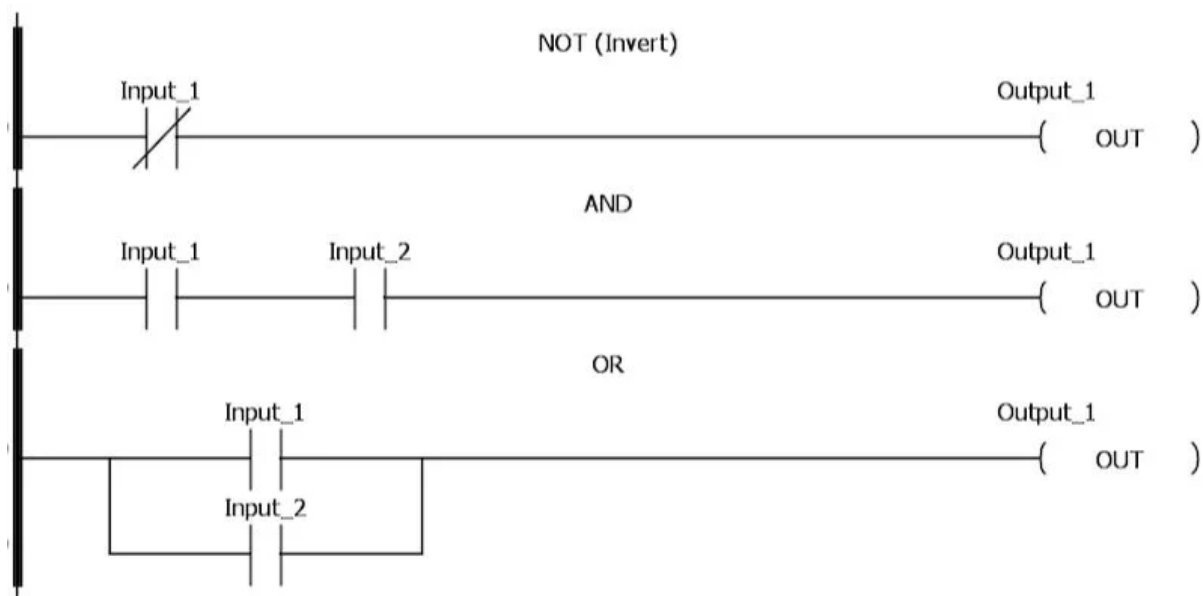 NOT (Invert)
Input_1 Output_1
( OUT )
AND
Input_1 Input_2 Output_1
( OUT )
OR
Input_1 Output_1
( OUT )
Input_2